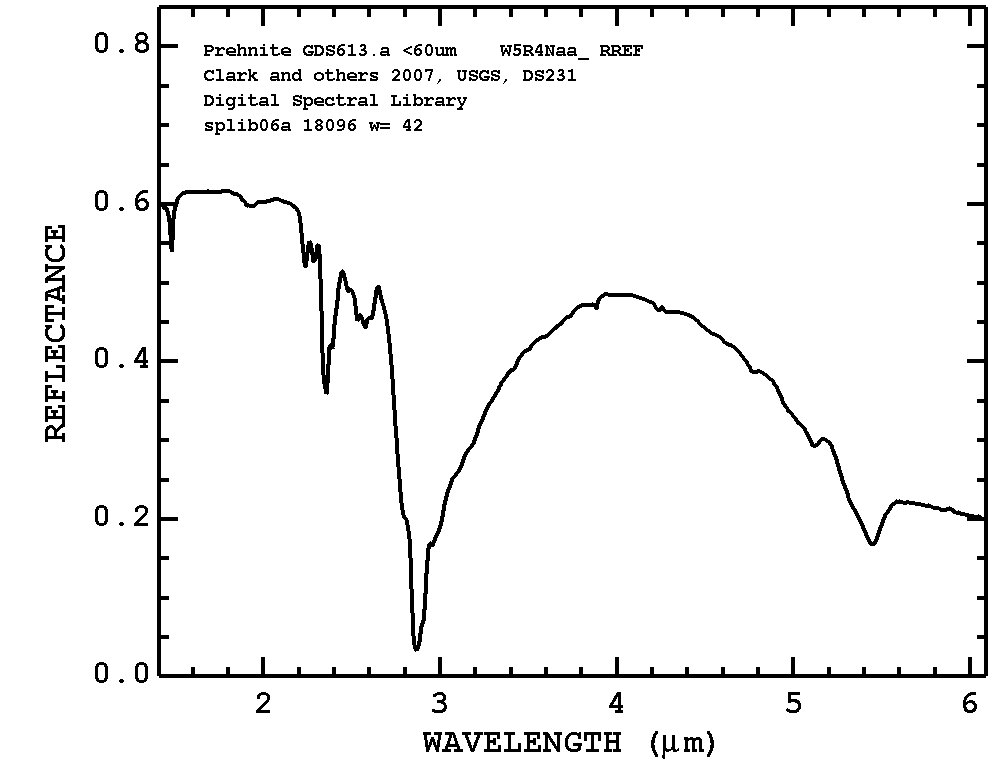 Prehnite GDS613.a <60um W5R4Naa_ RREF
Clark and others 2007, USGS, DS231
Digital Spectral Library
splib06a 18096 w= 42
0.8
0.6
0.4
0.2
0.0
REFLECTANCE
2 3 4 5 6
WAVELENGTH (μm)